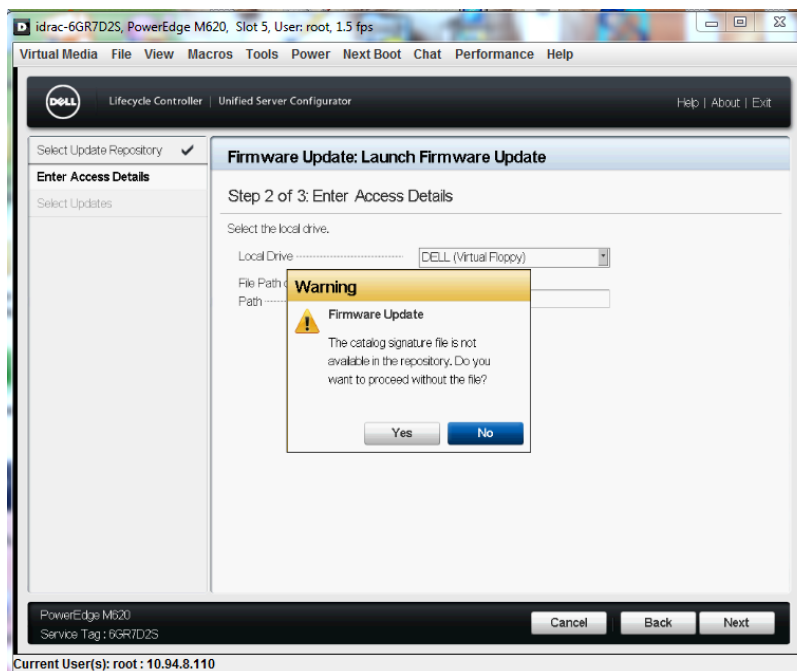 idrac-6GR7D2S, PowerEdge M620, Slot 5, User: root, 1.5 fps
Virtual Media File View Macros Tools Power Next Boot Chat Performance Help
DELL Lifecycle Controller | Unified Server Configurator Help | About | Exit
Select Update Repository
Enter Access Details
Select Updates
Firmware Update: Launch Firmware Update
Step 2 of 3: Enter Access Details
Select the local drive.
Local Drive DELL (Virtual Floppy)
File Path
Path
Warning
Firmware Update
The catalog signature file is not
available in the repository. Do you
want to proceed without the file?
Yes No
PowerEdge M620
Service Tag : 6GR7D2S
Cancel Back Next
Current User(s): root : 10.94.8.110